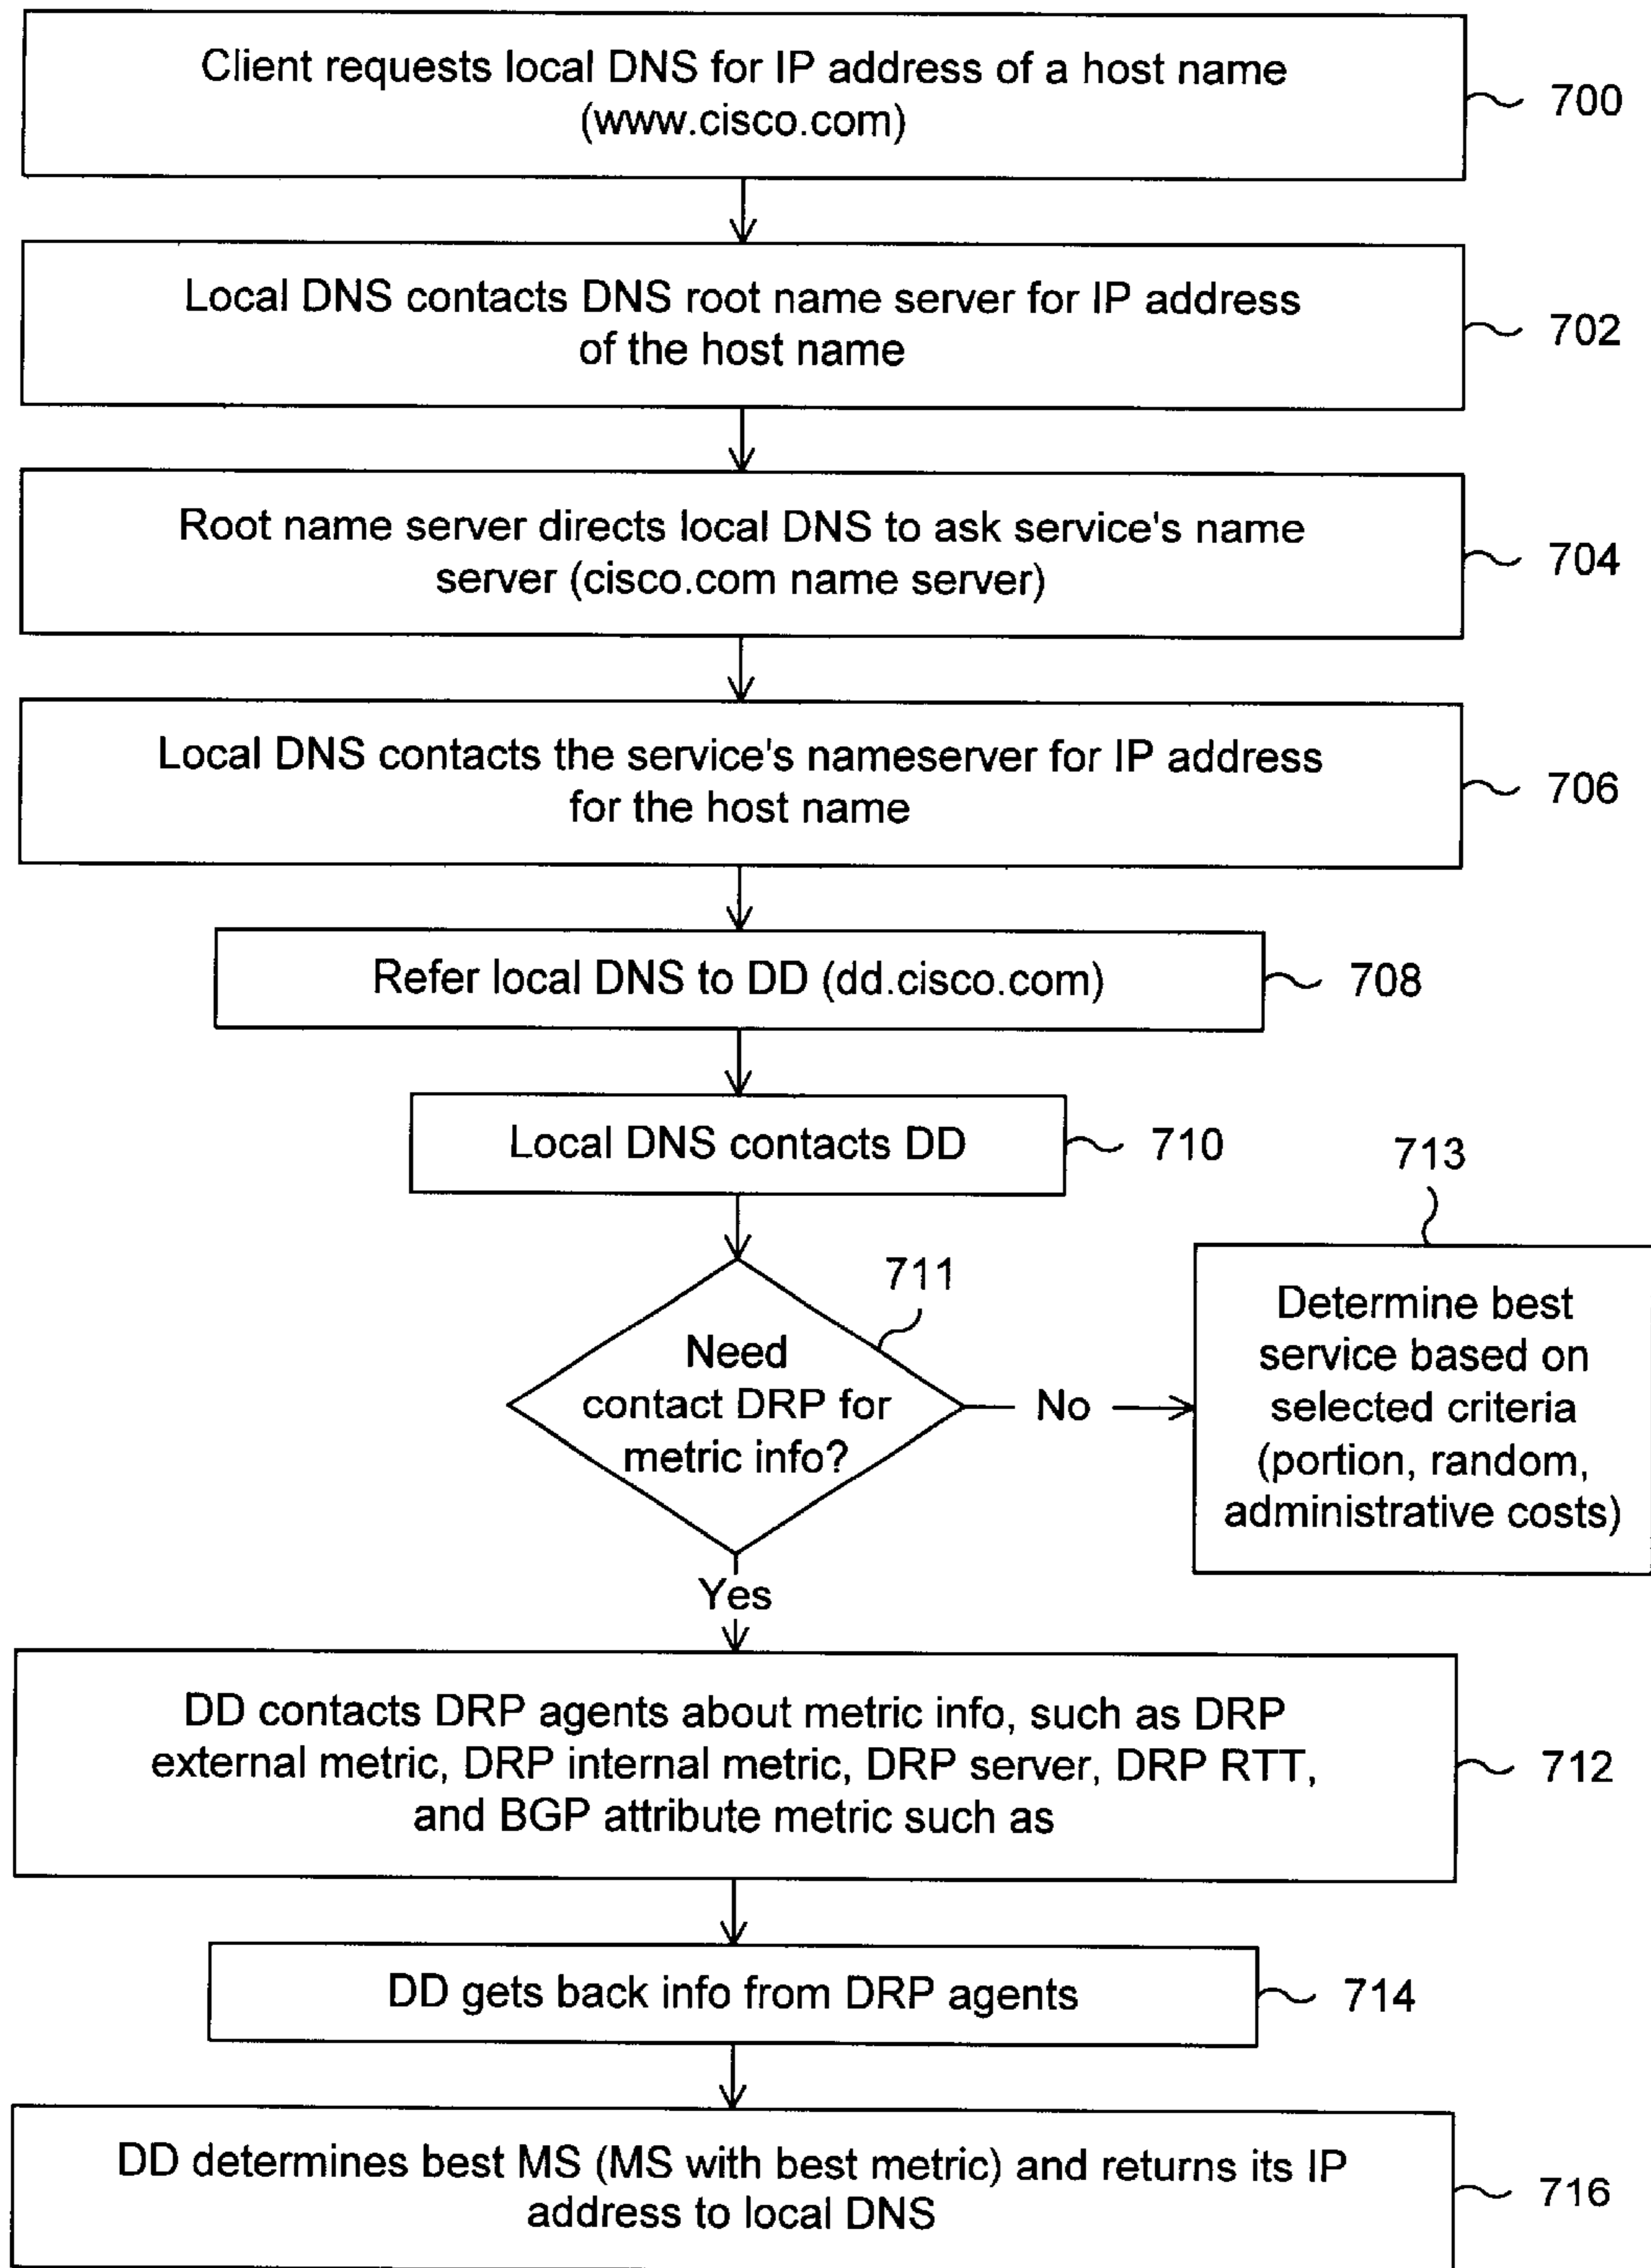 Client requests local DNS for IP address of a host name
(www.cisco.com)
700
Local DNS contacts DNS root name server for IP address
of the host name
702
Root name server directs local DNS to ask service's name
server (cisco.com name server)
704
Local DNS contacts the service's nameserver for IP address
for the host name
706
Refer local DNS to DD (dd.cisco.com)
708
Local DNS contacts DD
710
711
Need
contact DRP for
metric info?
No
713
Determine best
service based on
selected criteria
(portion, random,
administrative costs)
Yes
DD contacts DRP agents about metric info, such as DRP
external metric, DRP internal metric, DRP server, DRP RTT,
and BGP attribute metric such as
712
DD gets back info from DRP agents
714
DD determines best MS (MS with best metric) and returns its IP
address to local DNS
716